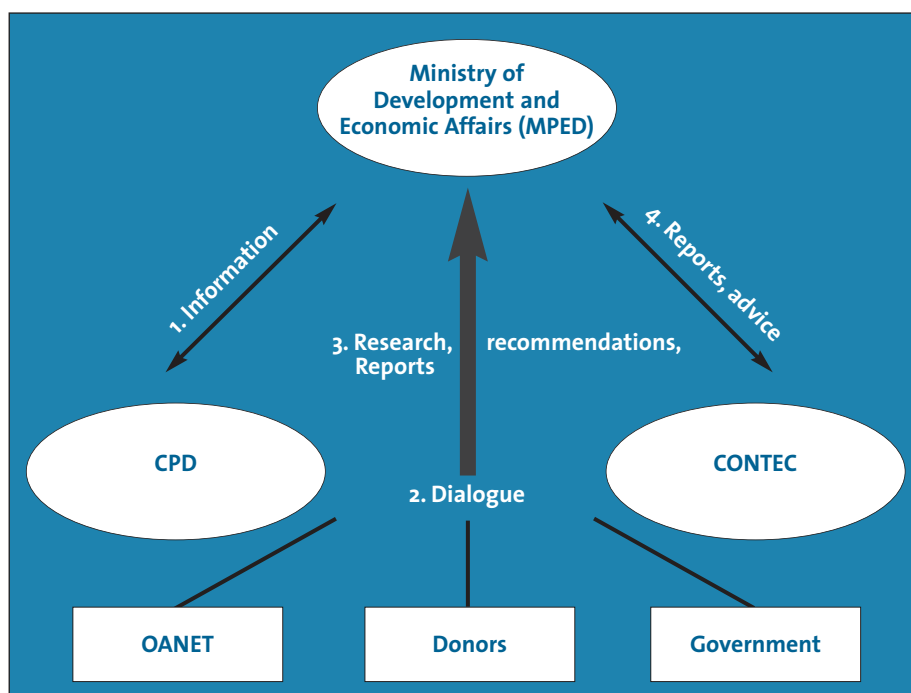 Ministry of
Development and
Economic Affairs (MPED)
1. Information
4. Reports, advice
3. Research, recommendations,
Reports
CPD
CONTEC
2. Dialogue
OANET
Donors
Government